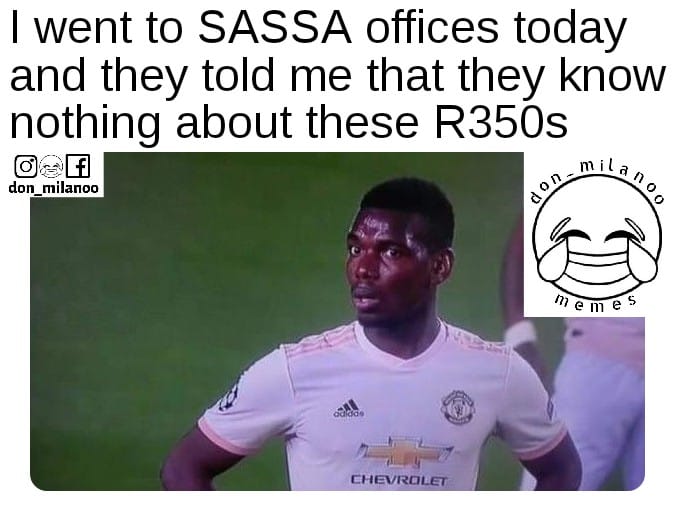 I went to SASSA offices today
and they told me that they know
nothing about these R350s
don_milanoo
don_milanoo
memes
adidas
CHEVROLET